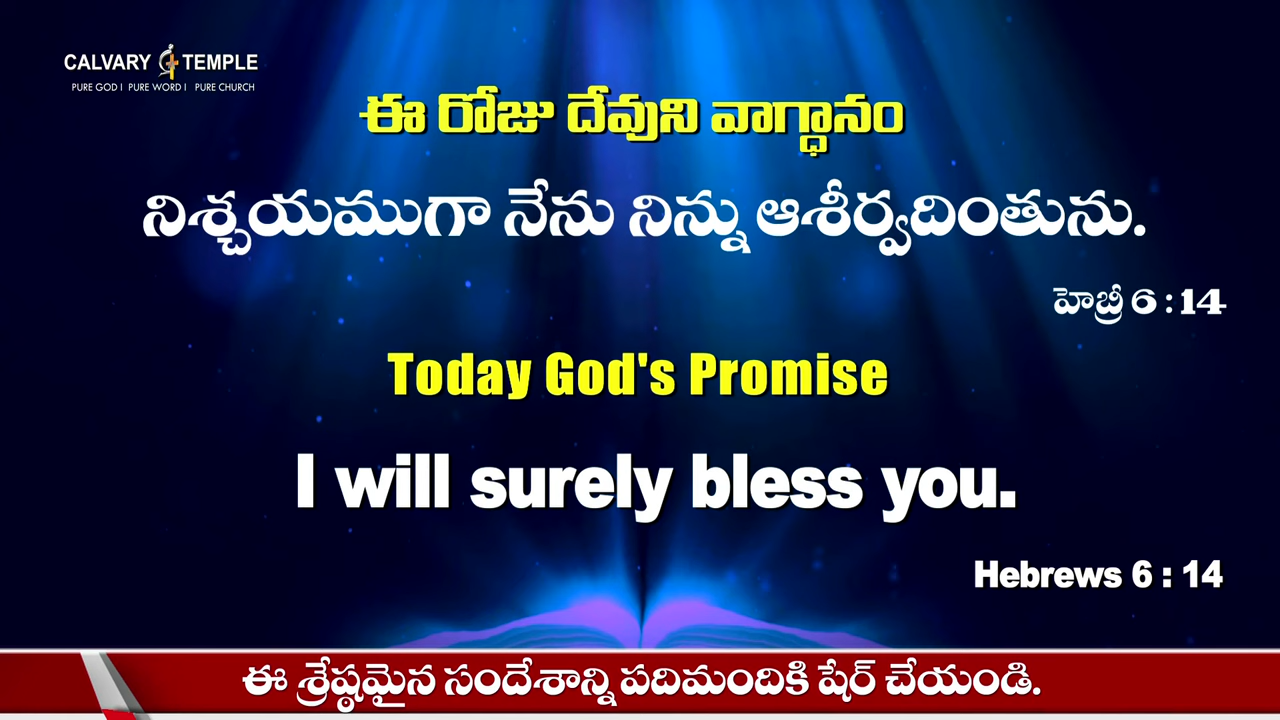 CALVARY TEMPLE
PURE GOD I PURE WORD I PURE CHURCH
ఈ రోజు దేవుని వాగ్ధానం
నిశ్చయముగా నేను నిన్ను ఆశీర్వదింతును.
హెబ్రీ 6 : 14
Today God's Promise
I will surely bless you.
Hebrews 6 : 14
ఈ శ్రేష్ఠమైన సందేశాన్ని పదిమందికి షేర్ చేయండి.